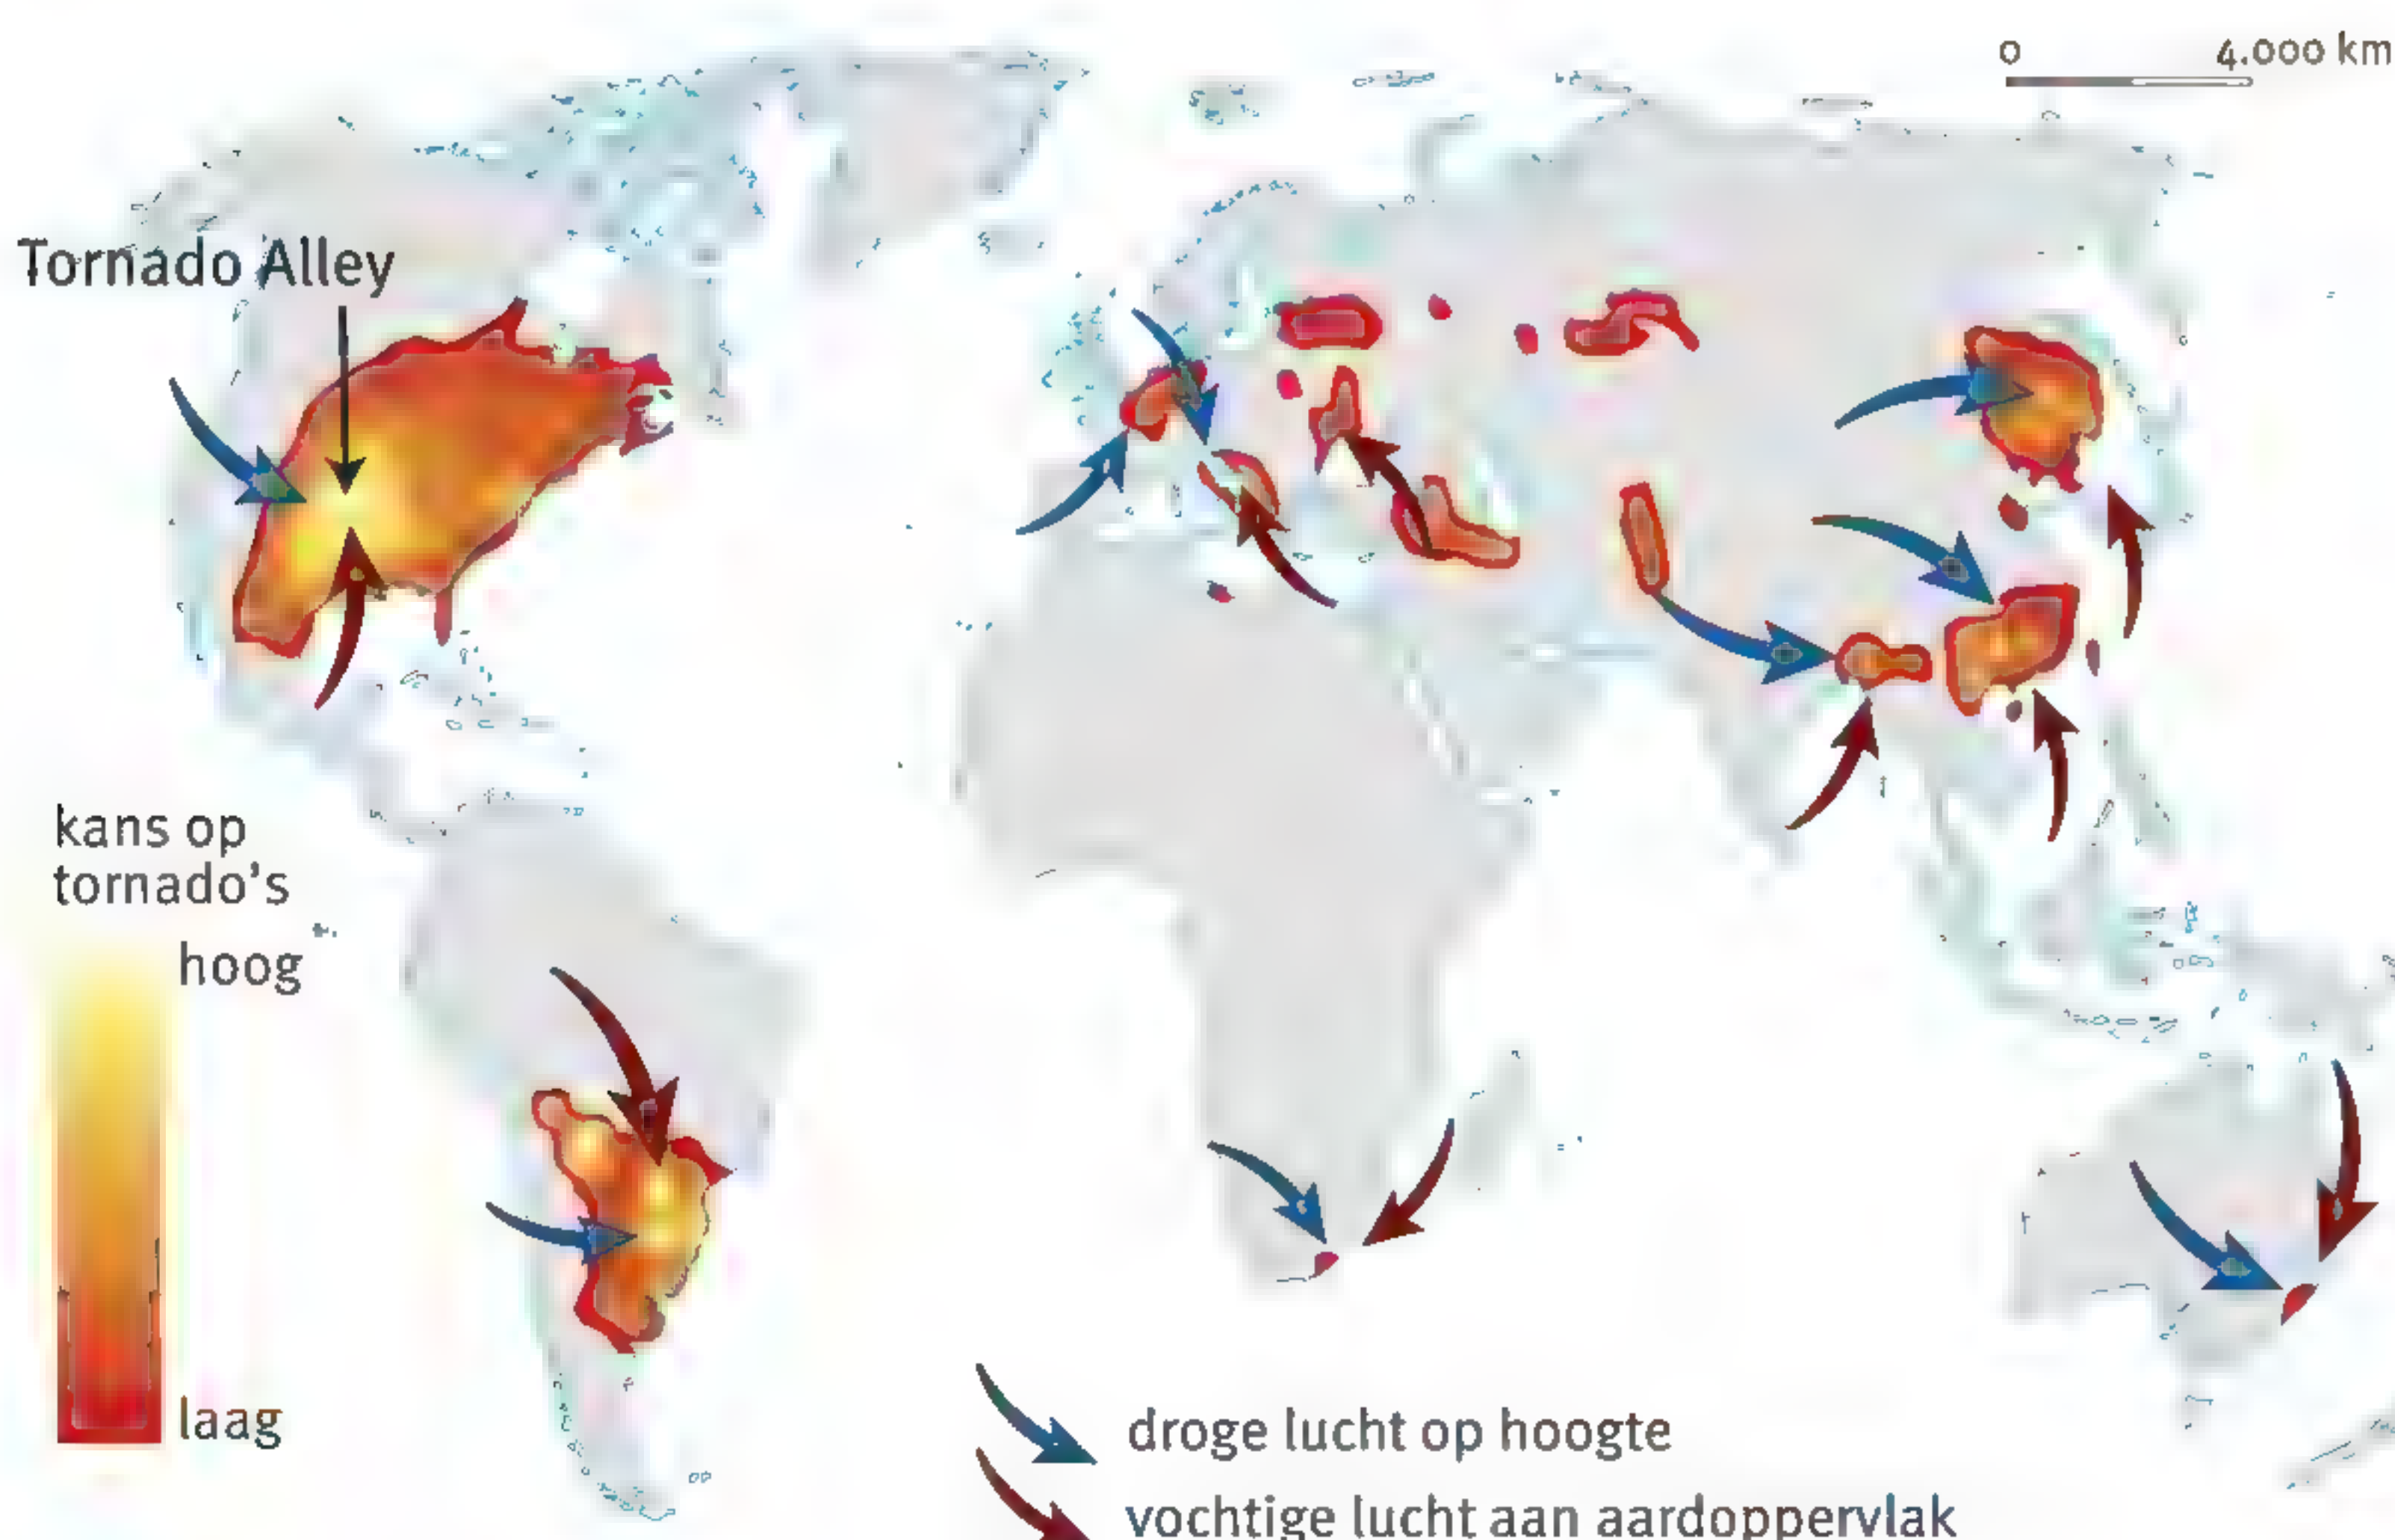 0 4.000 km
Tornado Alley
kans op
tornado's
hoog
laag
droge lucht op hoogte
vochtige lucht aan aardoppervlak